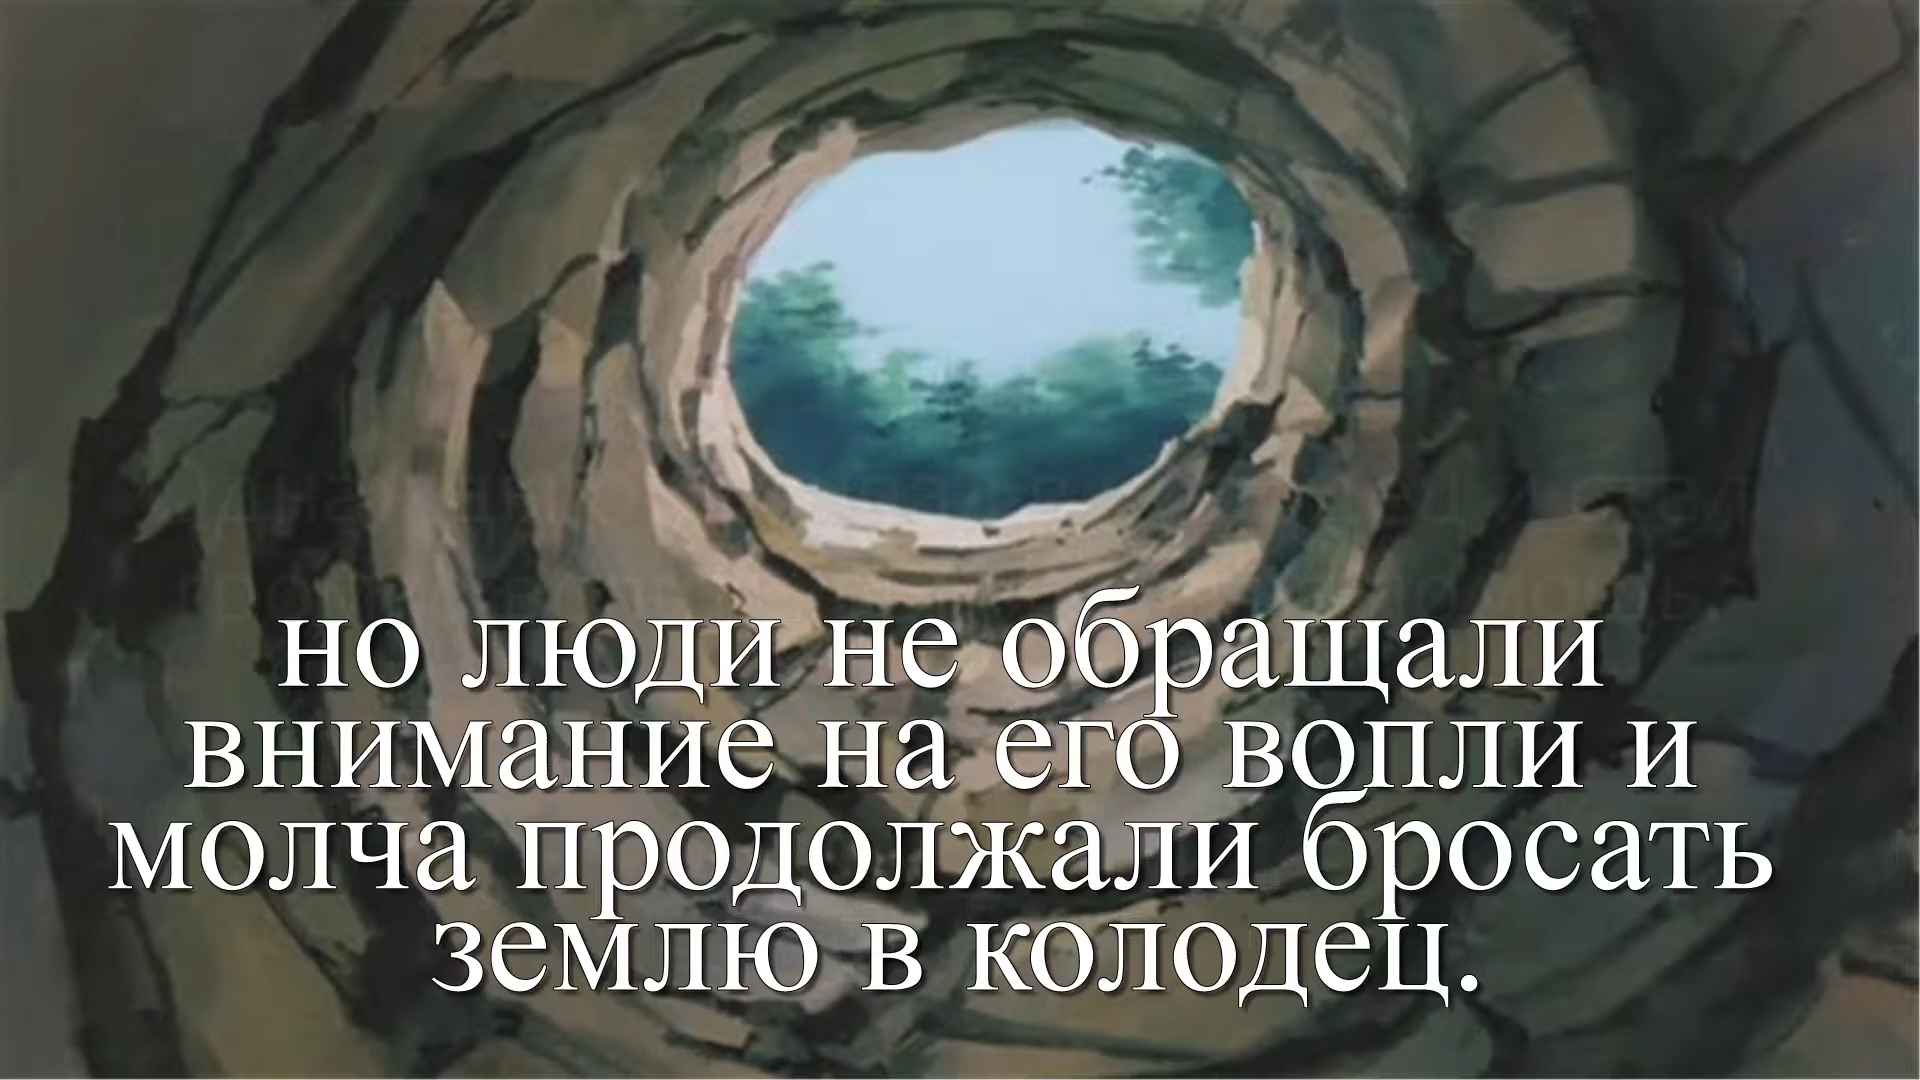 но люди не обращали
внимание на его вопли и
молча продолжали бросать
землю в колодец.